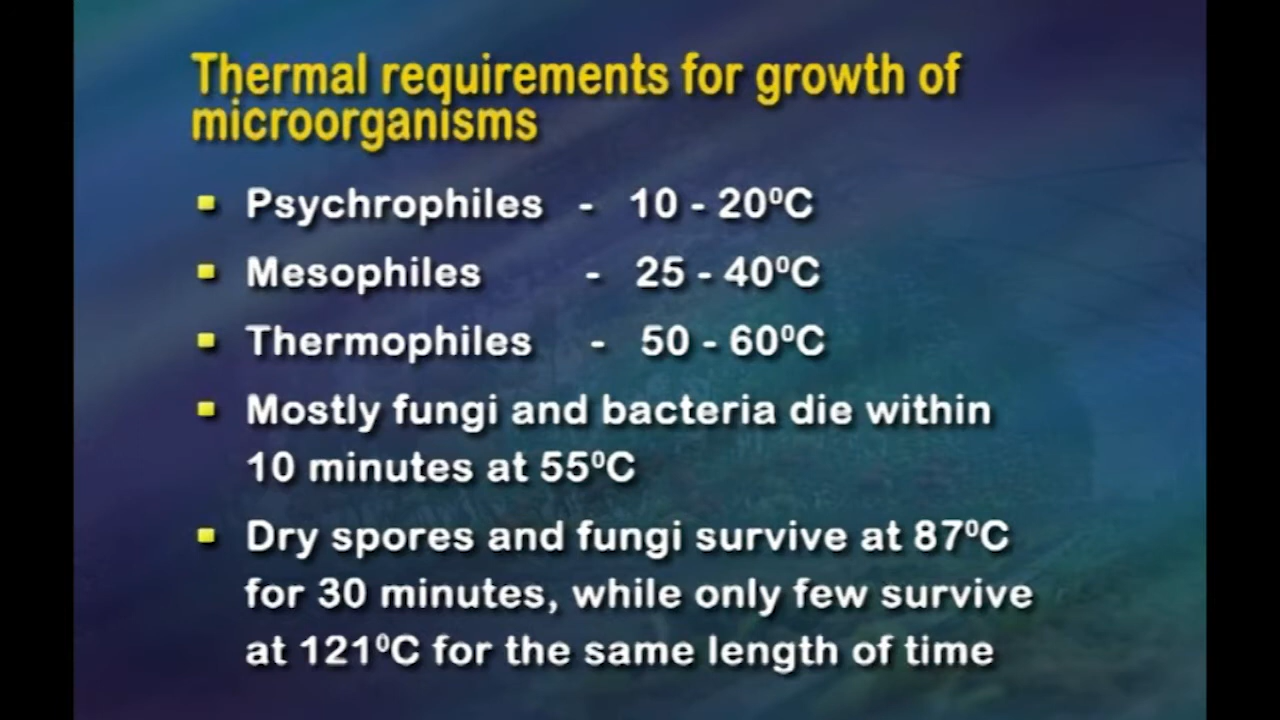 Thermal requirements for growth of
microorganisms
▪ Psychrophiles - 10 - 20⁰C
▪ Mesophiles - 25 - 40⁰C
▪ Thermophiles - 50 - 60⁰C
▪ Mostly fungi and bacteria die within
10 minutes at 55⁰C
▪ Dry spores and fungi survive at 87⁰C
for 30 minutes, while only few survive
at 121⁰C for the same length of time